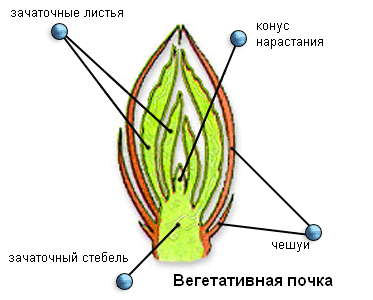 зачаточные листья
конус
нарастания
чешуи
зачаточный стебель
Вегетативная почка